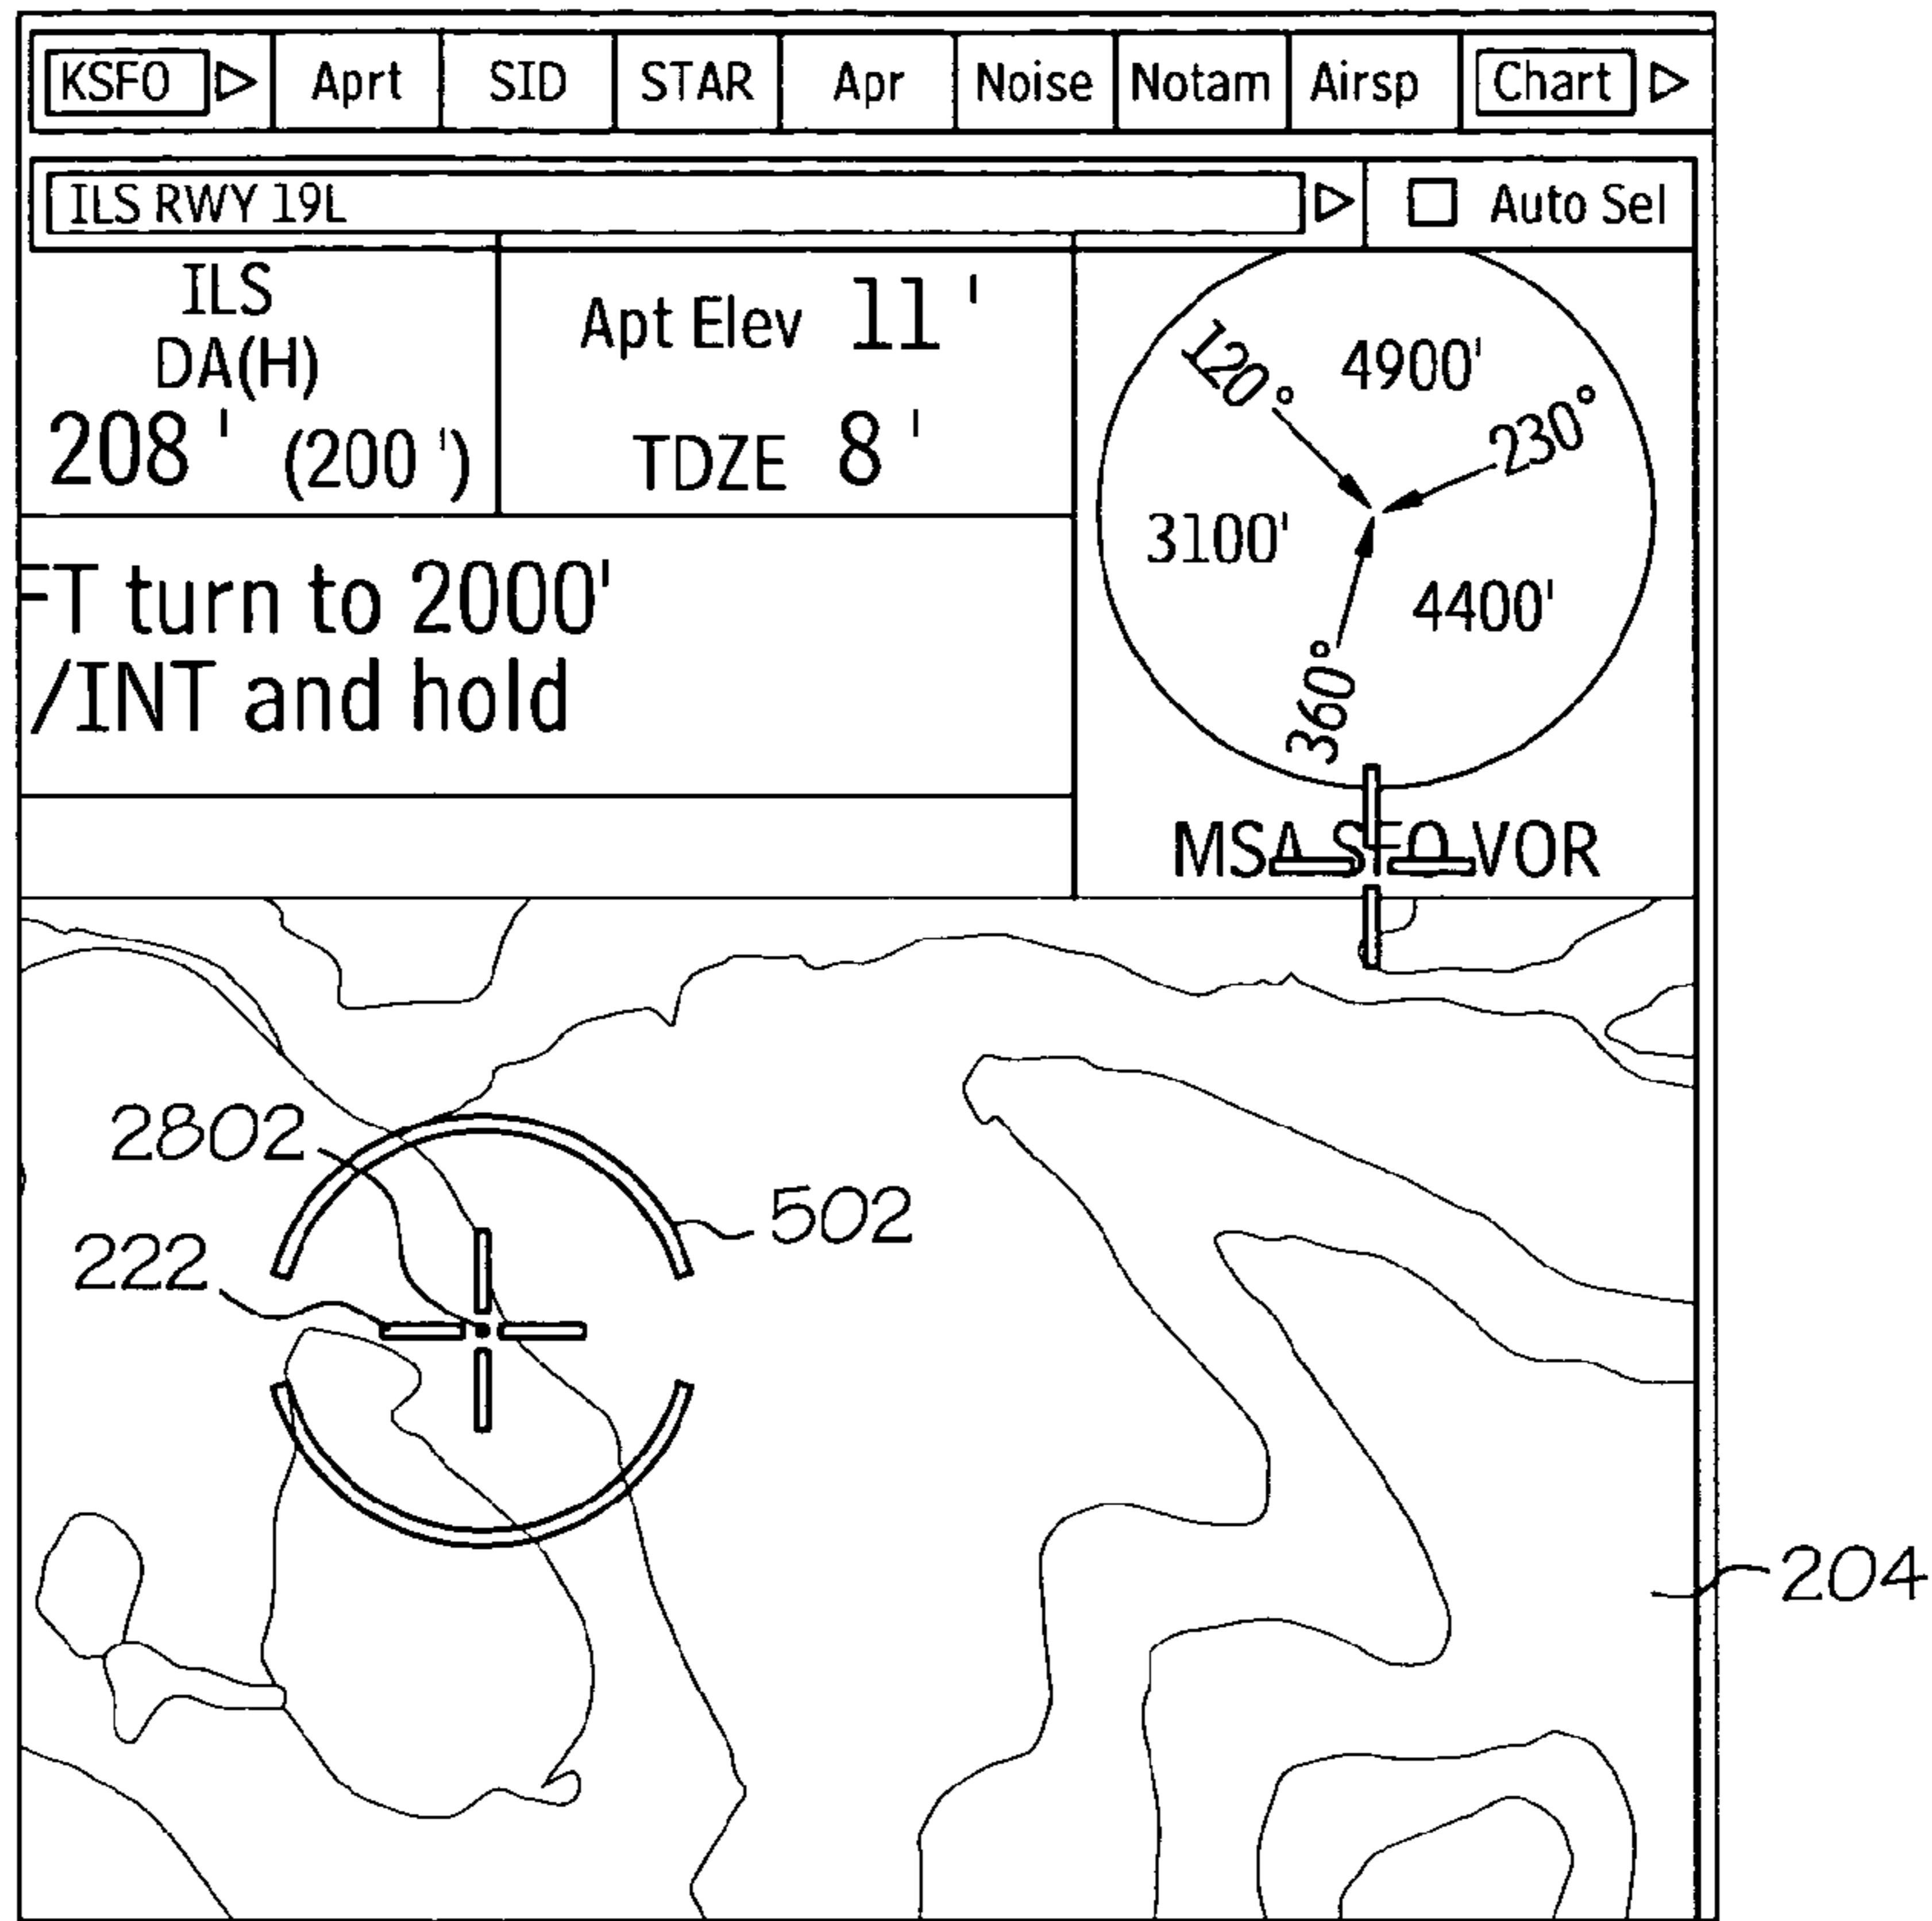 KSFO Aprt SID STAR Apr Noise Notam Airsp Chart
ILS RWY 19L Auto Sel
ILS
DA(H)
208' (200')
Apt Elev 11'
TDZE 8'
120° 4900'
230°
3100'
4400'
360°
FT turn to 2000'
/INT and hold
MSA SFO VOR
2802
502
222
204